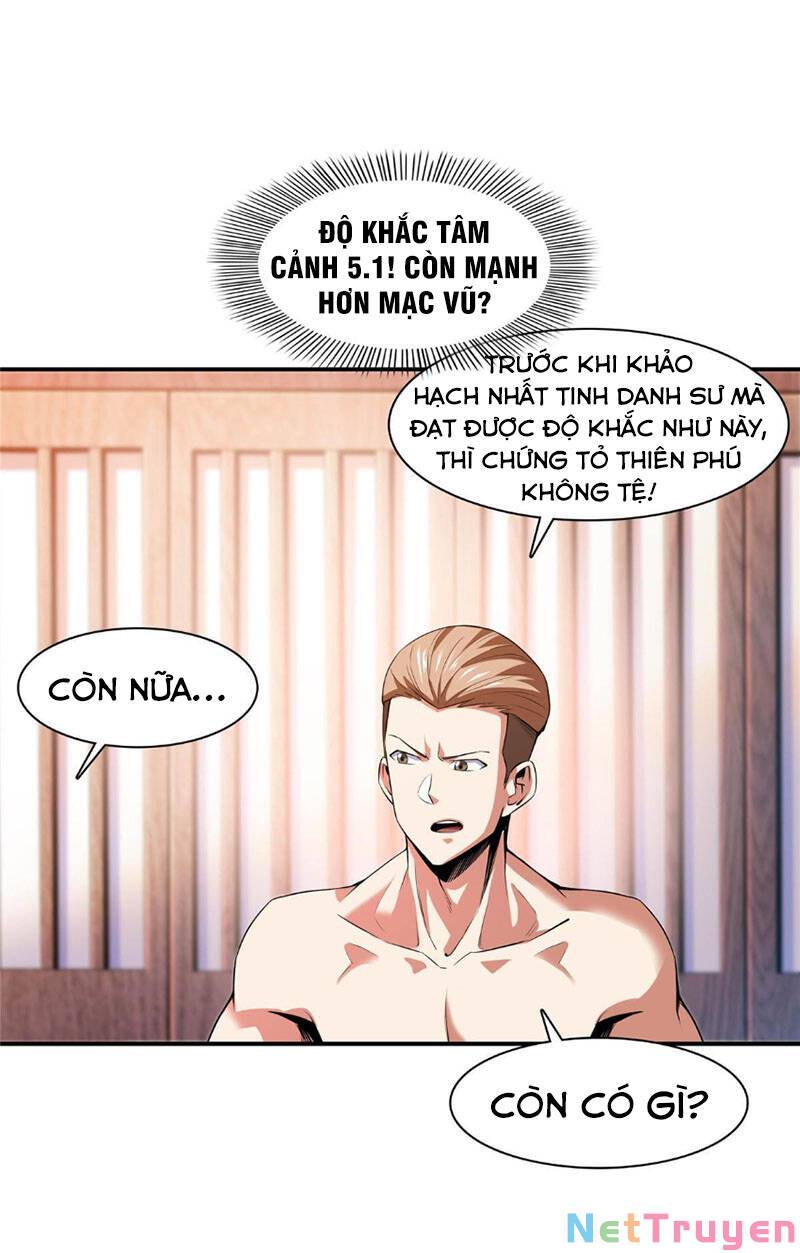 ĐỘ KHẮC TÂM
CẢNH 5.1! CÒN MẠNH
HƠN MẠC VŨ?
TRƯỚC KHI KHẢO
HẠCH NHẤT TINH DANH SƯ MÀ
ĐẠT ĐƯỢC ĐỘ KHẮC NHƯ NÀY,
THÌ CHỨNG TỎ THIÊN PHÚ
KHÔNG TỆ!
CÒN NỮA...
CÒN CÓ GÌ?
NETTRUYEN